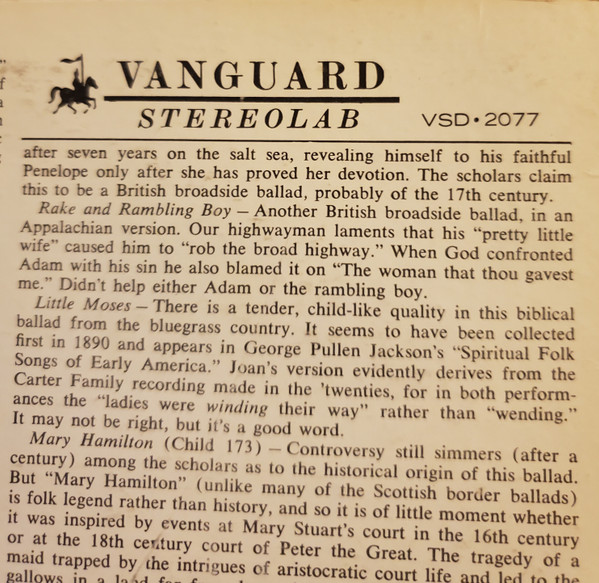 VANGUARD
STEREOLAB VSD • 2077
after seven years on the salt sea, revealing himself to his faithful
Penelope only after she has proved her devotion. The scholars claim
this to be a British broadside ballad, probably of the 17th century.
Rake and Rambling Boy – Another British broadside ballad, in an
Appalachian version. Our highwayman laments that his "pretty little
wife" caused him to "rob the broad highway." When God confronted
Adam with his sin he also blamed it on "The woman that thou gavest
me." Didn't help either Adam or the rambling boy.
Little Moses – There is a tender, child-like quality in this biblical
ballad from the bluegrass country. It seems to have been collected
first in 1890 and appears in George Pullen Jackson's "Spiritual Folk
Songs of Early America." Joan's version evidently derives from the
Carter Family recording made in the 'twenties, for in both perform-
ances the "ladies were winding their way" rather than "wending."
It may not be right, but it's a good word.
Mary Hamilton (Child 173) – Controversy still simmers (after a
century) among the scholars as to the historical origin of this ballad.
But "Mary Hamilton" (unlike many of the Scottish border ballads)
is folk legend rather than history, and so it is of little moment whether
it was inspired by events at Mary Stuart's court in the 16th century
or at the 18th century court of Peter the Great. The tragedy of a
maid trapped by the intrigues of aristocratic court life and led to the
gallows in a